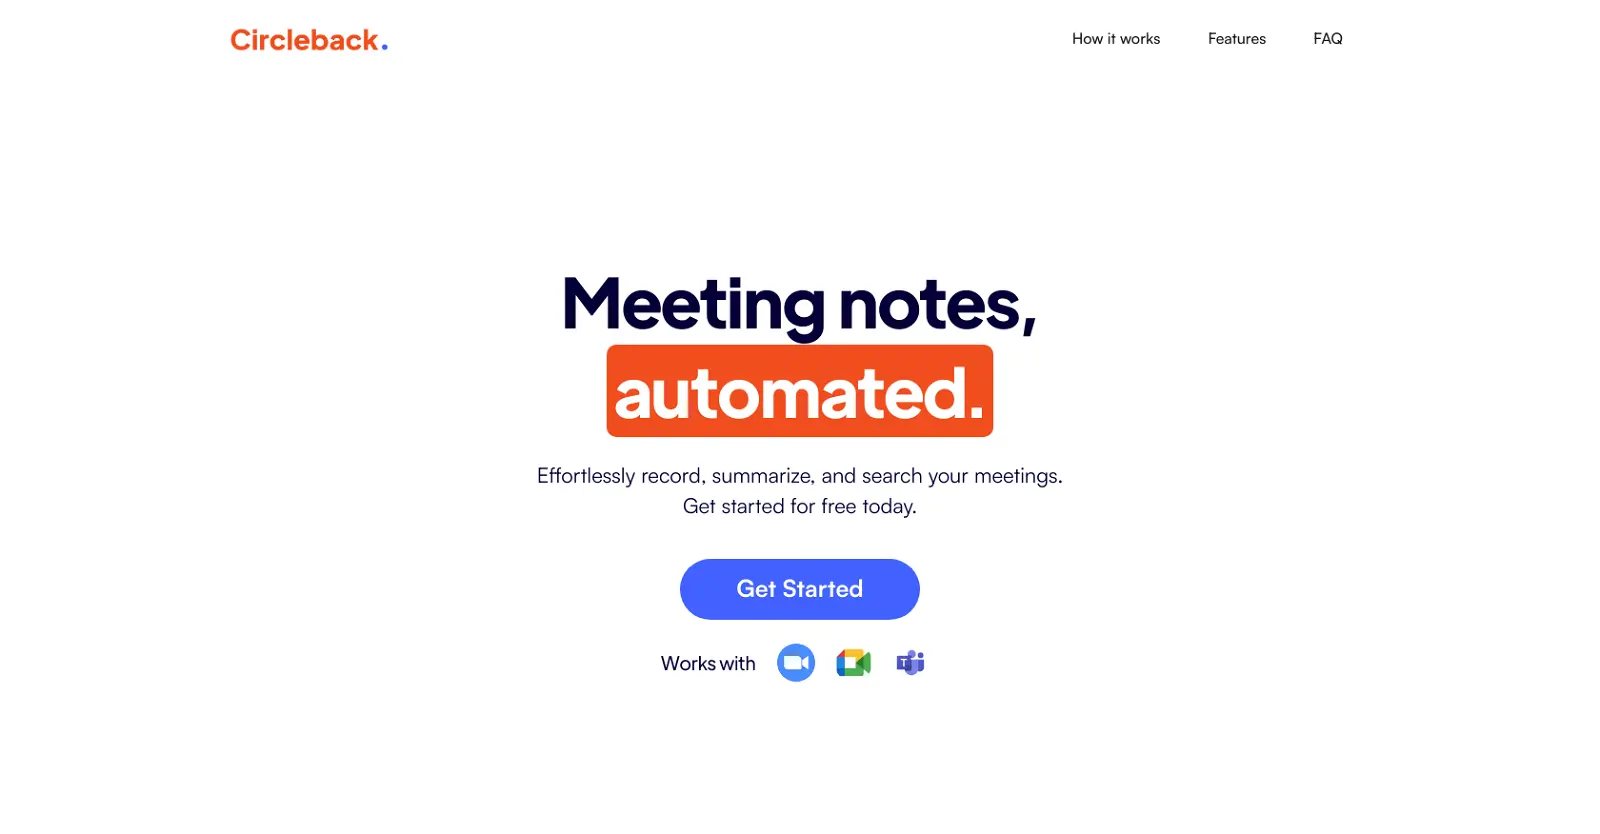 Circleback.
How it works
Features
FAQ
Meeting notes,
automated.
Effortlessly record, summarize, and search your meetings.
Get started for free today.
Get Started
Works with
T